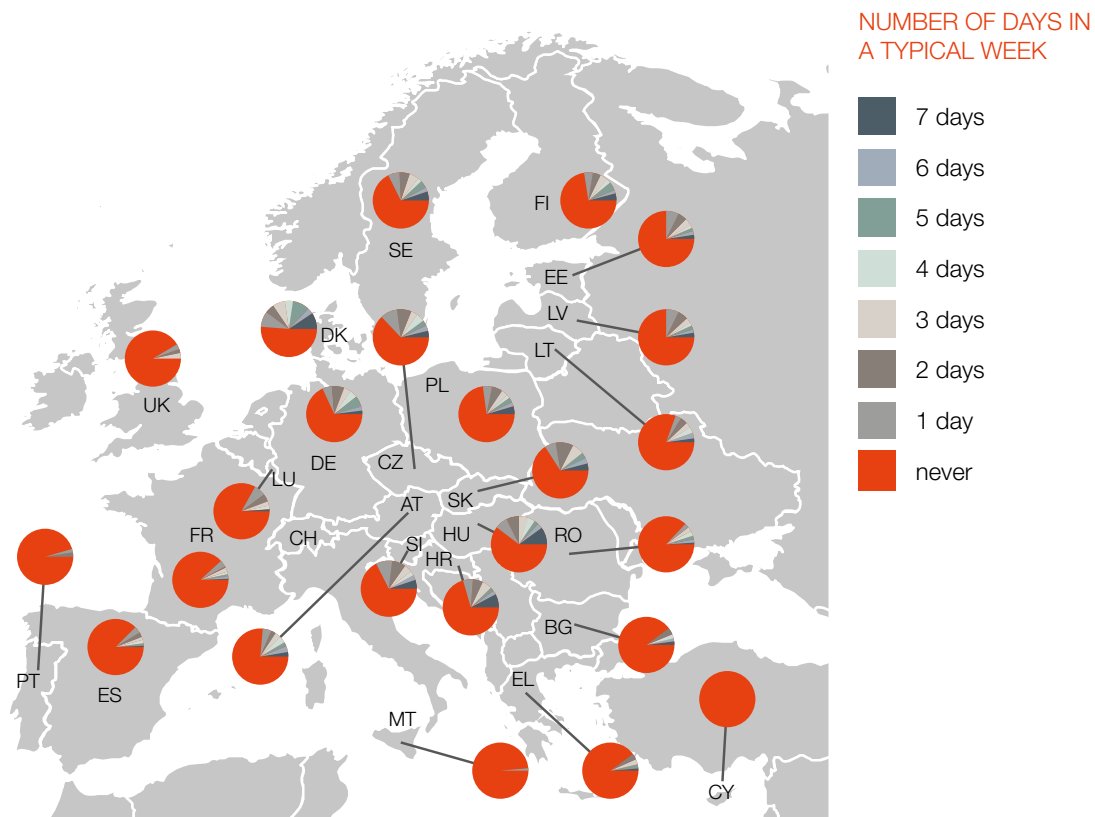 NUMBER OF DAYS IN
A TYPICAL WEEK
7 days
6 days
5 days
4 days
3 days
2 days
1 day
never
FI
SE
EE
LV
DK
LT
PL
UK
CZ
DE
LU
SK
AT
FR
CH
HU
RO
SI
HR
BG
PT
EL
ES
MT
CY